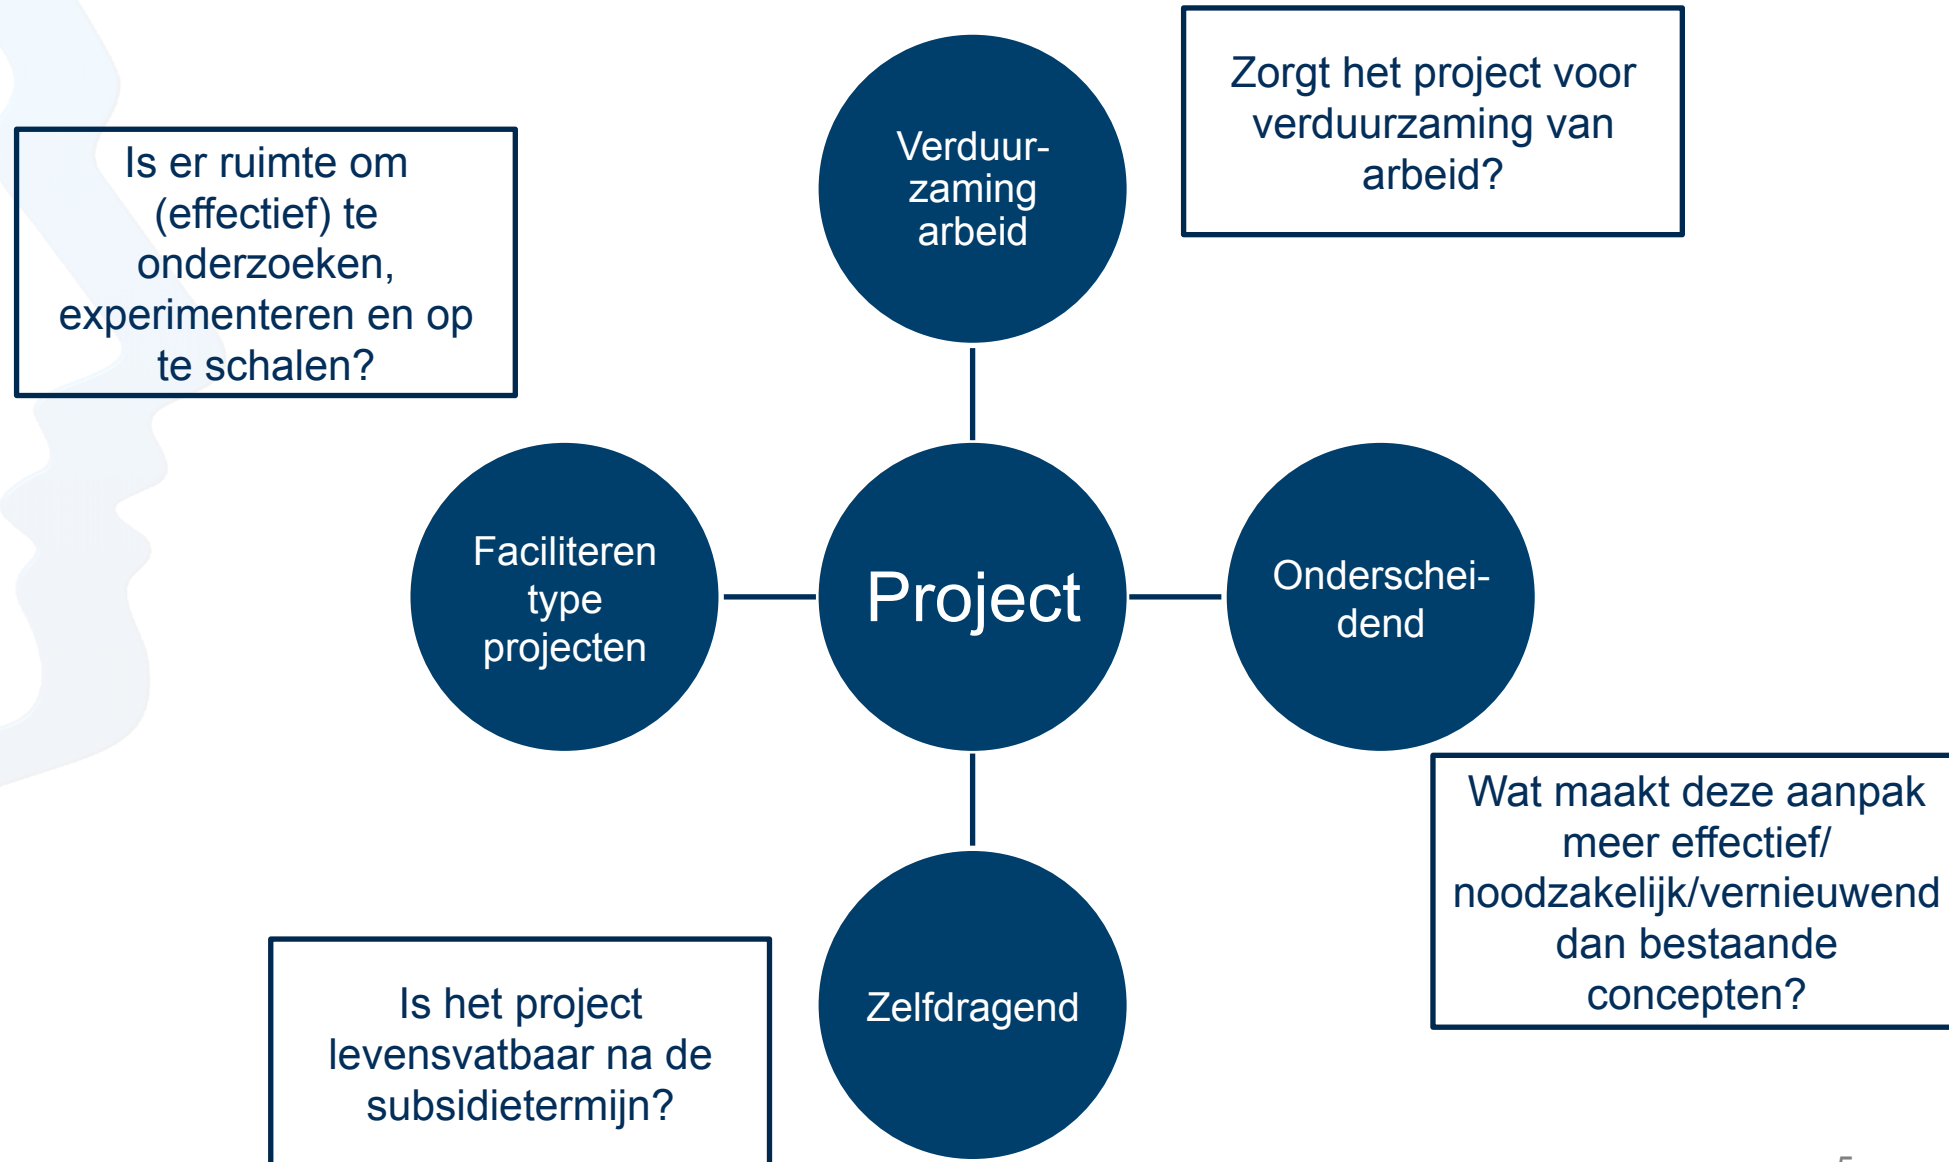 Zorgt het project voor
verduurzaming van
arbeid?
Verduur-
zaming
arbeid
Is er ruimte om
(effectief) te
onderzoeken,
experimenteren en op
te schalen?
Faciliteren
type
projecten
Project
Onderschei-
dend
Wat maakt deze aanpak
meer effectief/
noodzakelijk/vernieuwend
dan bestaande
concepten?
Zelfdragend
Is het project
levensvatbaar na de
subsidietermijn?